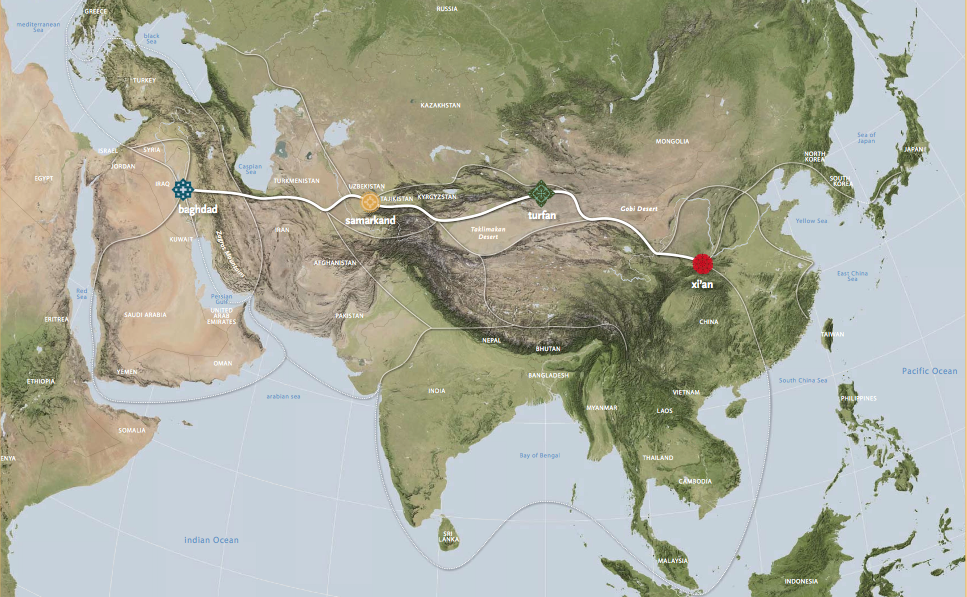 GREECE
RUSSIA
mediterranean
Sea
black
Sea
TURKEY
KAZAKHSTAN
MONGOLIA
Sea of
Japan
JAPAN
NORTH
KOREA
SOUTH
KOREA
ISRAEL
SYRIA
JORDAN
Caspian
Sea
EGYPT
IRAQ
TURKMENISTAN
UZBEKISTAN
TAJIKISTAN
KYRGYZSTAN
baghdad
samarkand
turfan
Gobi Desert
Yellow Sea
Taklimakan
Desert
IRAN
KUWAIT
Zagros Mountains
AFGHANISTAN
xi'an
East China
Sea
Red
Sea
Persian
Gulf
UNITED
ARAB
EMIRATES
SAUDI ARABIA
PAKISTAN
ERITREA
CHINA
TAIWAN
NEPAL
BHUTAN
OMAN
YEMEN
ETHIOPIA
BANGLADESH
South China Sea
Pacific Ocean
INDIA
arabian sea
VIETNAM
PHILIPPINES
MYANMAR
LAOS
SOMALIA
ENYA
Bay of Bengal
THAILAND
CAMBODIA
SRI
LANKA
Indian Ocean
MALAYSIA
INDONESIA